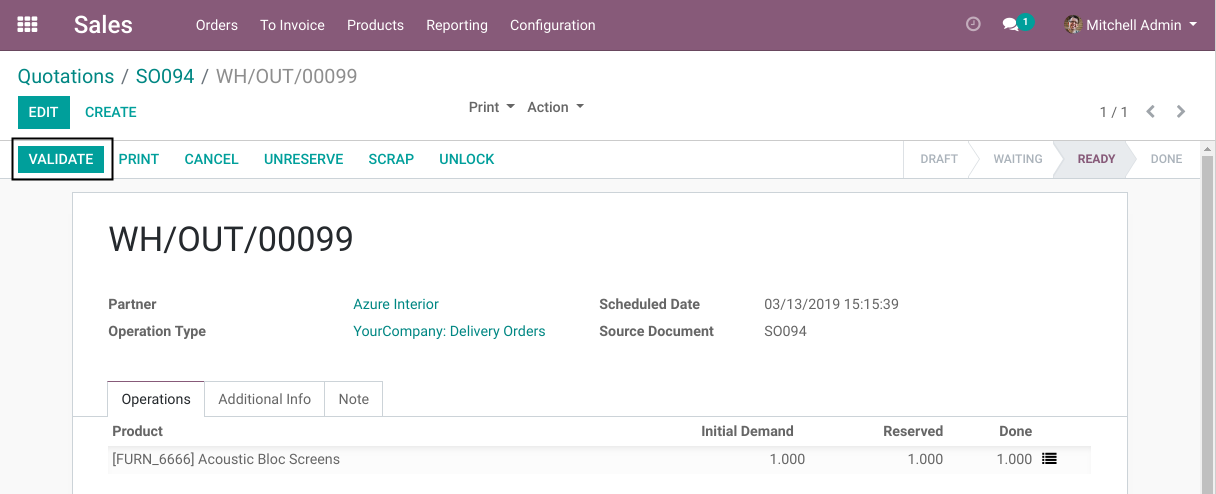 Sales Orders To Invoice Products Reporting Configuration 1 Mitchell Admin
Quotations / SO094 / WH/OUT/00099
EDIT CREATE Print Action 1 / 1
VALIDATE PRINT CANCEL UNRESERVE SCRAP UNLOCK DRAFT WAITING READY DONE
WH/OUT/00099
Partner Azure Interior Scheduled Date 03/13/2019 15:15:39
Operation Type YourCompany: Delivery Orders Source Document SO094
Operations Additional Info Note
Product Initial Demand Reserved Done
[FURN_6666] Acoustic Bloc Screens 1.000 1.000 1.000